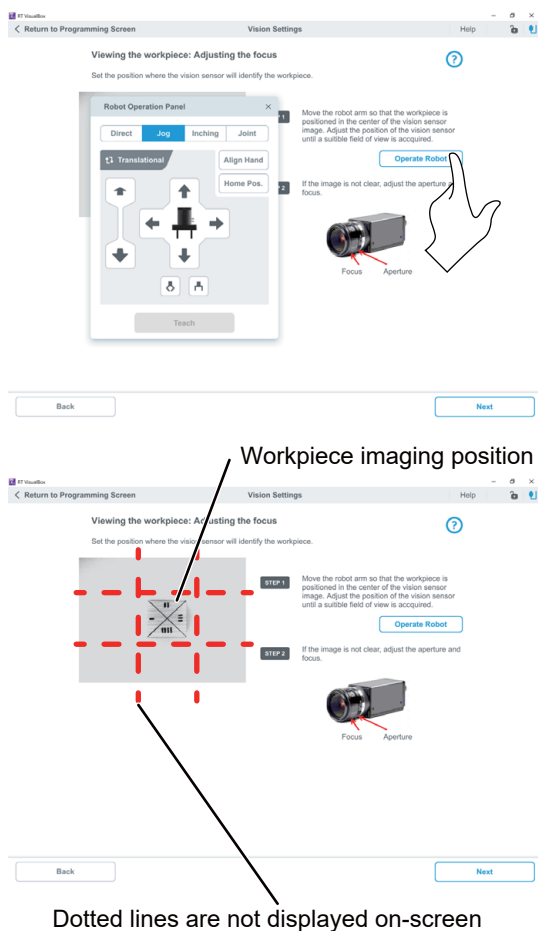 RT VisualBox
Return to Programming Screen
Vision Settings
Help
Viewing the workpiece: Adjusting the focus
?
Set the position where the vision sensor will identify the workpiece.
Robot Operation Panel
×
Direct
Jog
Inching
Joint
Translational
Align Hand
Home Pos.
Teach
1
Move the robot arm so that the workpiece is
positioned in the center of the vision sensor
image. Adjust the position of the vision sensor
until a suitible field of view is accquired.
Operate Robot
2
If the image is not clear, adjust the aperture
focus.
Focus
Aperture
Back
Next
Workpiece imaging position
RT VisualBox
Return to Programming Screen
Vision Settings
Help
Viewing the workpiece: Adjusting the focus
?
Set the position where the vision sensor will identify the workpiece.
STEP 1
Move the robot arm so that the workpiece is
positioned in the center of the vision sensor
image. Adjust the position of the vision sensor
until a suitible field of view is accquired.
Operate Robot
STEP 2
If the image is not clear, adjust the aperture and
focus.
Focus
Aperture
Back
Next
Dotted lines are not displayed on-screen